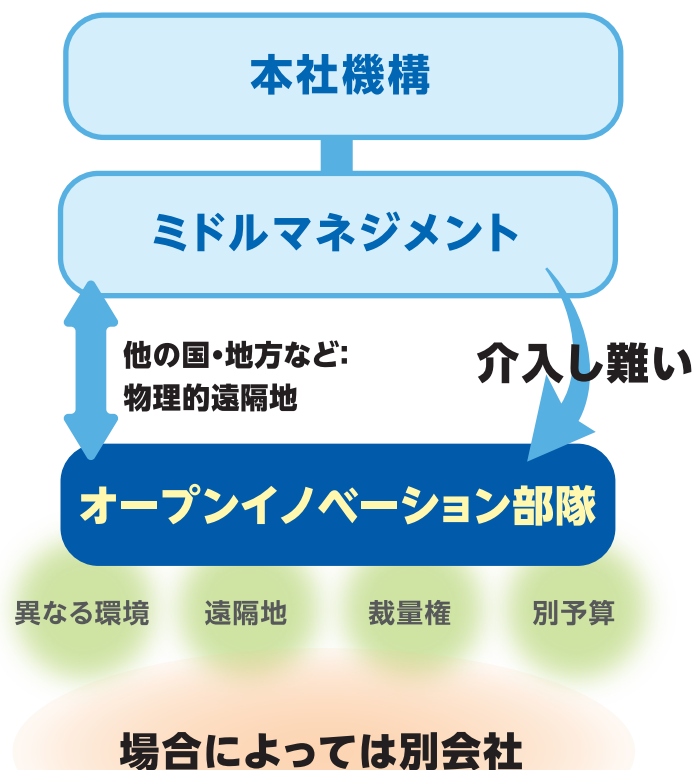 本社機構
ミドルマネジメント
他の国・地方など:
物理的遠隔地
介入し難い
オープンイノベーション部隊
異なる環境
遠隔地
裁量権
別予算
場合によっては別会社